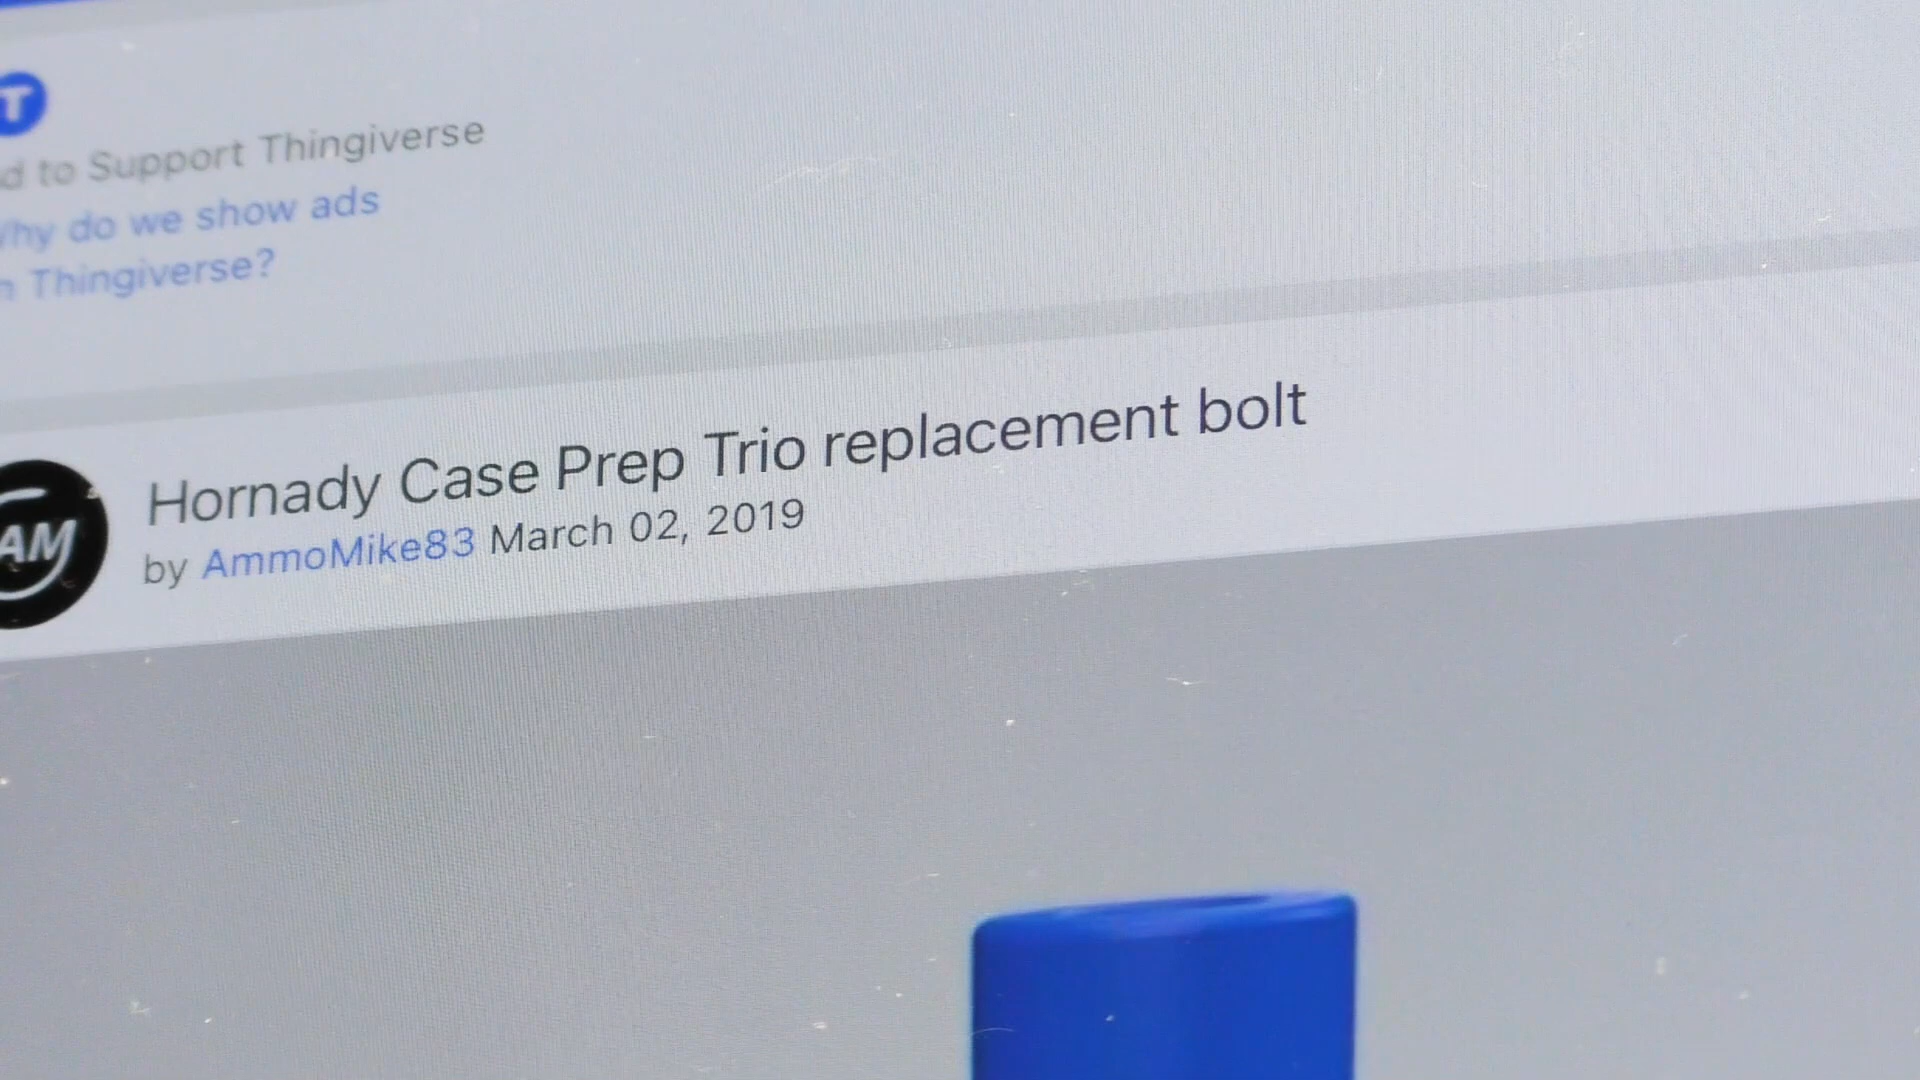 T
d to Support Thingiverse
Why do we show ads
n Thingiverse?
Hornady Case Prep Trio replacement bolt
by AmmoMike83 March 02, 2019
AM